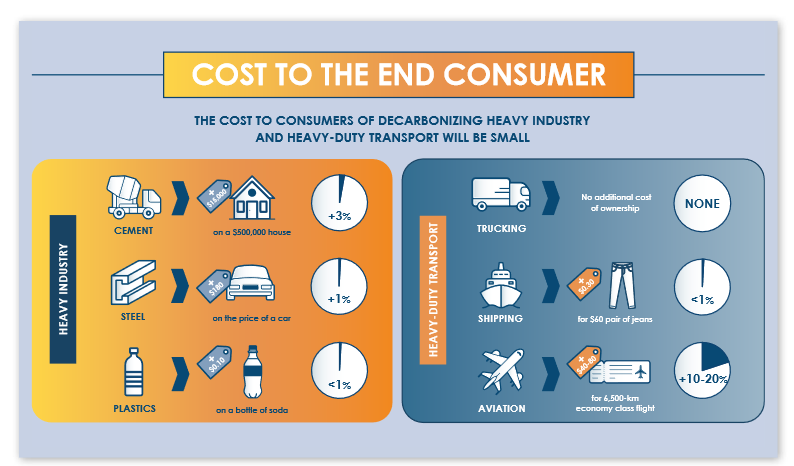 COST TO THE END CONSUMER
THE COST TO CONSUMERS OF DECARBONIZING HEAVY INDUSTRY
AND HEAVY-DUTY TRANSPORT WILL BE SMALL
HEAVY INDUSTRY
CEMENT
+
$15,000
on a $500,000 house
+3%
STEEL
+
$180
on the price of a car
+1%
PLASTICS
+
$0.10
on a bottle of soda
<1%
HEAVY-DUTY TRANSPORT
TRUCKING
No additional cost
of ownership
NONE
SHIPPING
+
$0.30
for $60 pair of jeans
<1%
AVIATION
+
$40-80
for 6,500-km
economy class flight
+10-20%